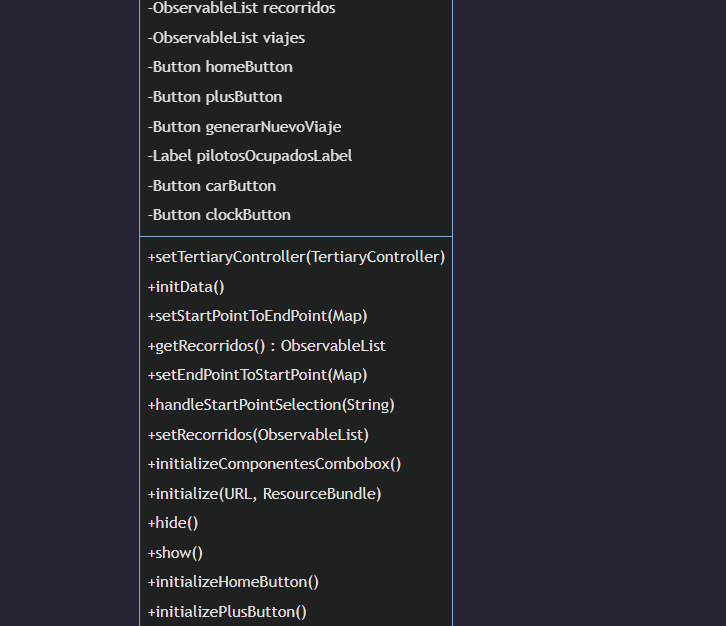 -ObservableList recorridos
-ObservableList viajes
-Button homeButton
-Button plusButton
-Button generarNuevoViaje
-Label pilotosOcupadosLabel
-Button carButton
-Button clockButton
+setTertiaryController(TertiaryController)
+initData()
+setStartPointToEndPoint(Map)
+getRecorridos() : ObservableList
+setEndPointToStartPoint(Map)
+handleStartPointSelection(String)
+setRecorridos(ObservableList)
+initializeComponentesCombobox()
+initialize(URL, ResourceBundle)
+hide()
+show()
+initializeHomeButton()
+initializePlusButton()